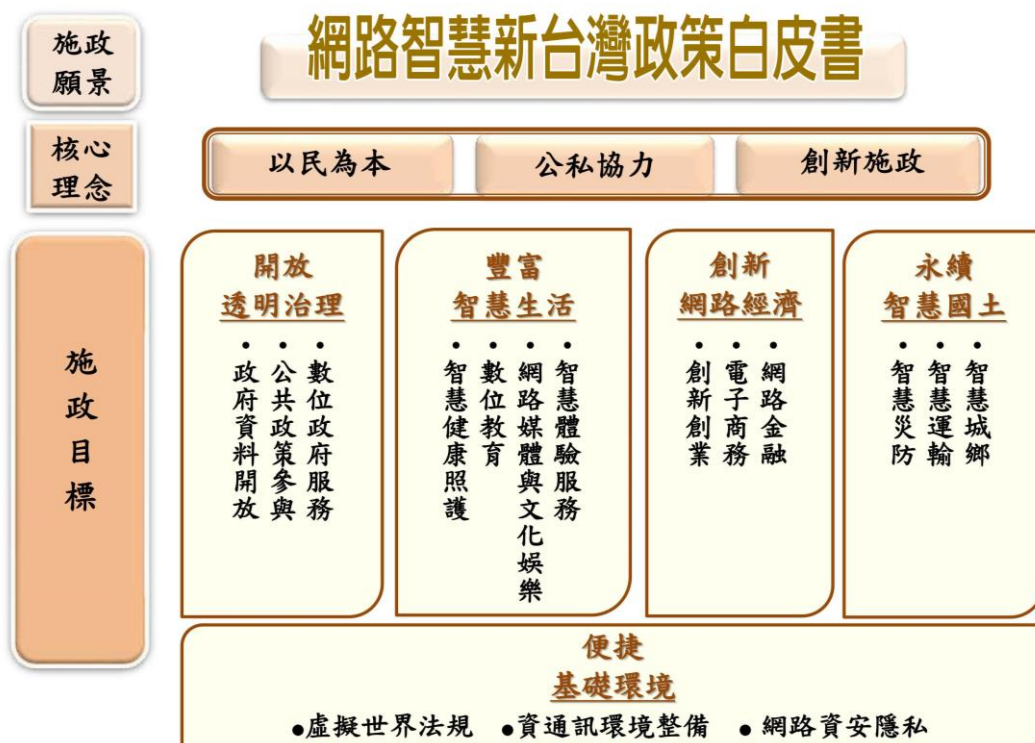 施政
願景
網路智慧新台灣政策白皮書
核心
理念
以民為本
公私協力
創新施政
施政目標
開放
透明治理
• 數位政府服務
• 公共政策參與
• 政府資料開放
豐富
智慧生活
• 智慧體驗服務
• 網路媒體與文化娛樂
• 數位教育
• 智慧健康照護
創新
網路經濟
• 網路金融
• 電子商務
• 創新創業
永續
智慧國土
• 智慧城鄉
• 智慧運輸
• 智慧災防
便捷
基礎環境
●虛擬世界法規 ●資通訊環境整備 ●網路資安隱私